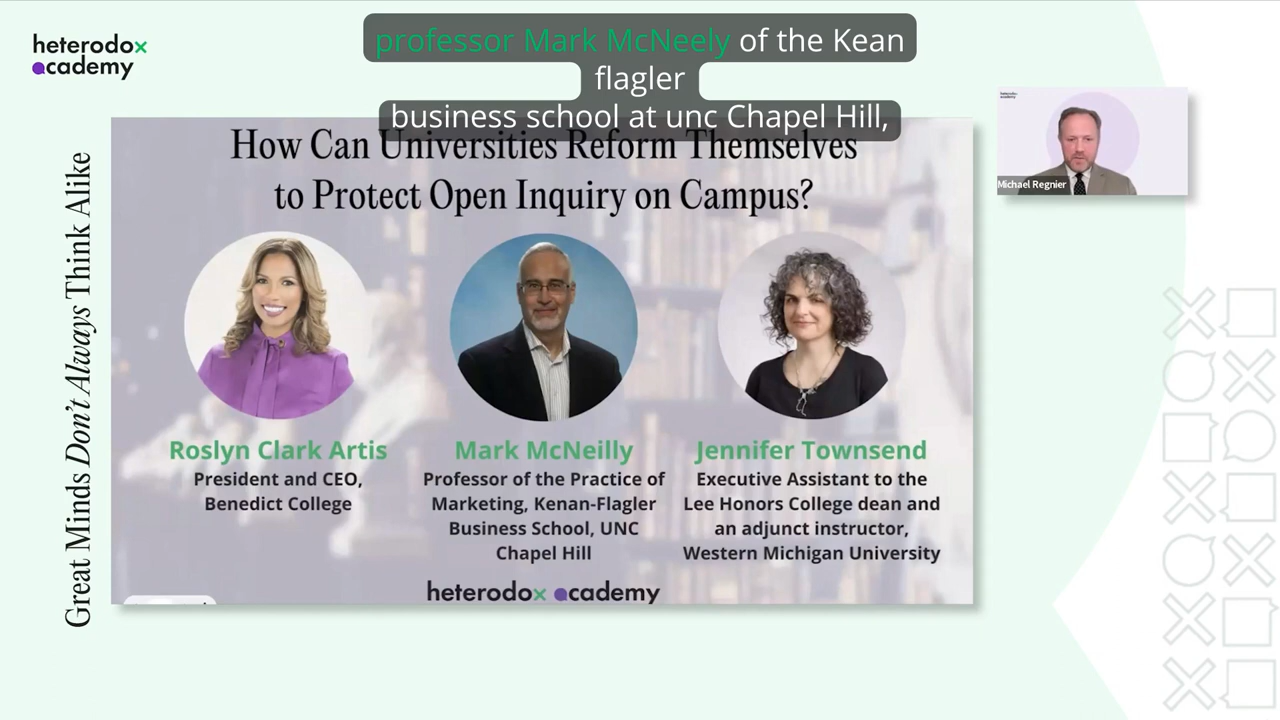 heterodox
academy
professor Mark McNeely of the Kean
flagler
business school at unc Chapel Hill,
Great Minds Don't Always Think Alike
How Can Universities Reform Themselves
to Protect Open Inquiry on Campus?
Roslyn Clark Artis
President and CEO,
Benedict College
Mark McNeilly
Professor of the Practice of
Marketing, Kenan-Flagler
Business School, UNC
Chapel Hill
Jennifer Townsend
Executive Assistant to the
Lee Honors College dean and
an adjunct instructor,
Western Michigan University
heterodox academy
Michael Regnier